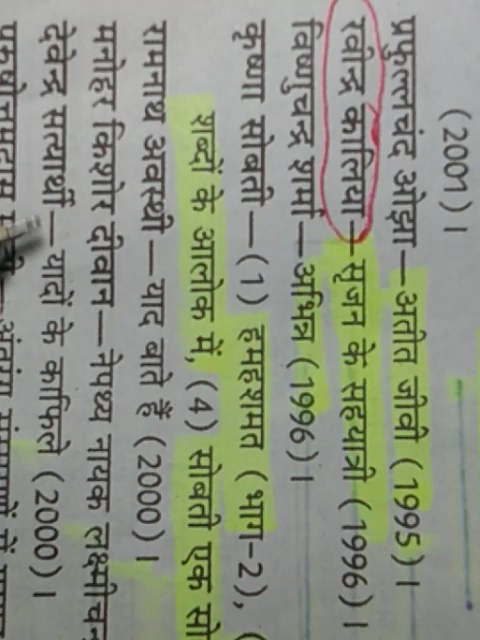 (2001)।
प्रफुल्लचंद ओझा—अतीत जीवी (1995)।
रवीन्द्र कालिया—सृजन के सहयात्री (1996)।
विष्णुचन्द्र शर्मा—अभिन्न (1996)।
कृष्णा सोबती—(1) हमहशमत (भाग-2), (
शब्दों के आलोक में, (4) सोबती एक सो
रामनाथ अवस्थी—याद आते हैं (2000)।
मनोहर किशोर दीवान—नेपथ्य नायक लक्ष्मीचन
देवेन्द्र सत्यार्थी—यादों के काफिले (2000)।